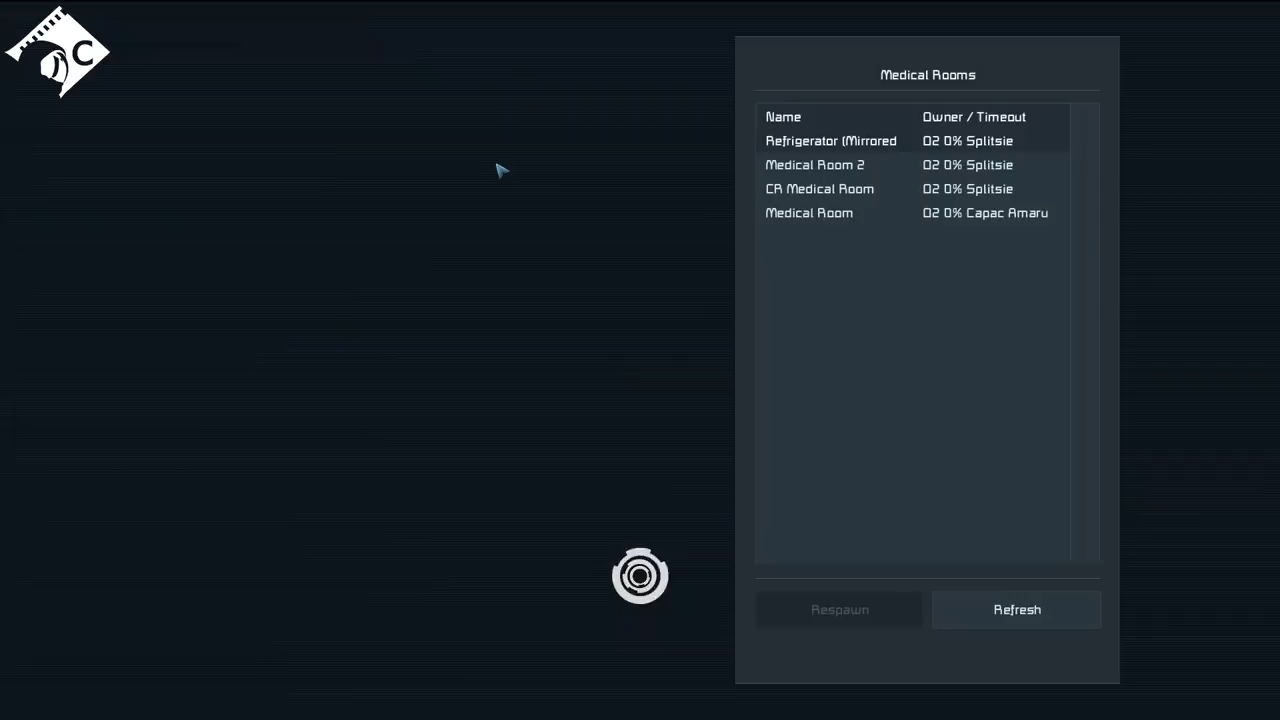 C
Medical Rooms
Name Owner / Timeout
Refrigerator (Mirrored O2 0% Splitsie
Medical Room 2 O2 0% Splitsie
CR Medical Room O2 0% Splitsie
Medical Room O2 0% Capac Amaru
Respawn Refresh